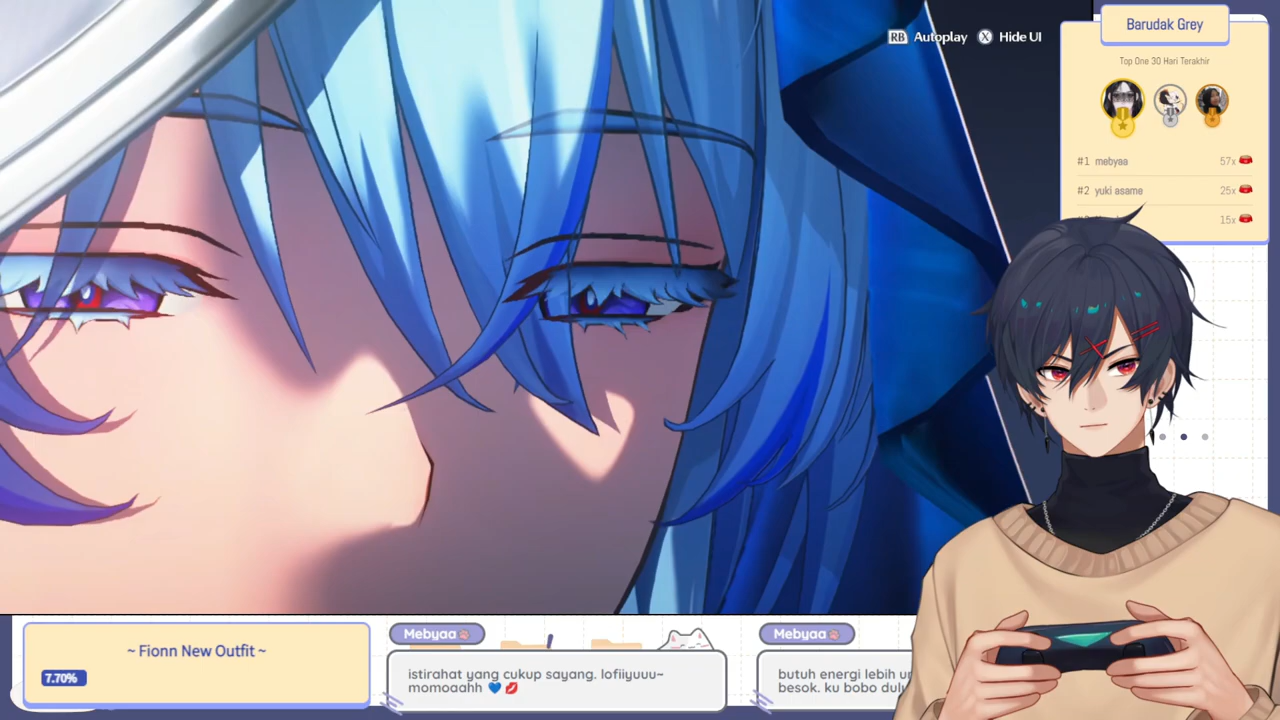 RB Autoplay X Hide UI
Barudak Grey
Top One 30 Hari Terakhir
#1 mebyaa 57x
#2 yuki asame 25x
15x
~ Fionn New Outfit ~
7.70%
Mebyaa
istirahat yang cukup sayang. lofiiyuuu~
momoaahh 💙💋
Mebyaa
butuh energi lebih
besok. ku bobo dulu